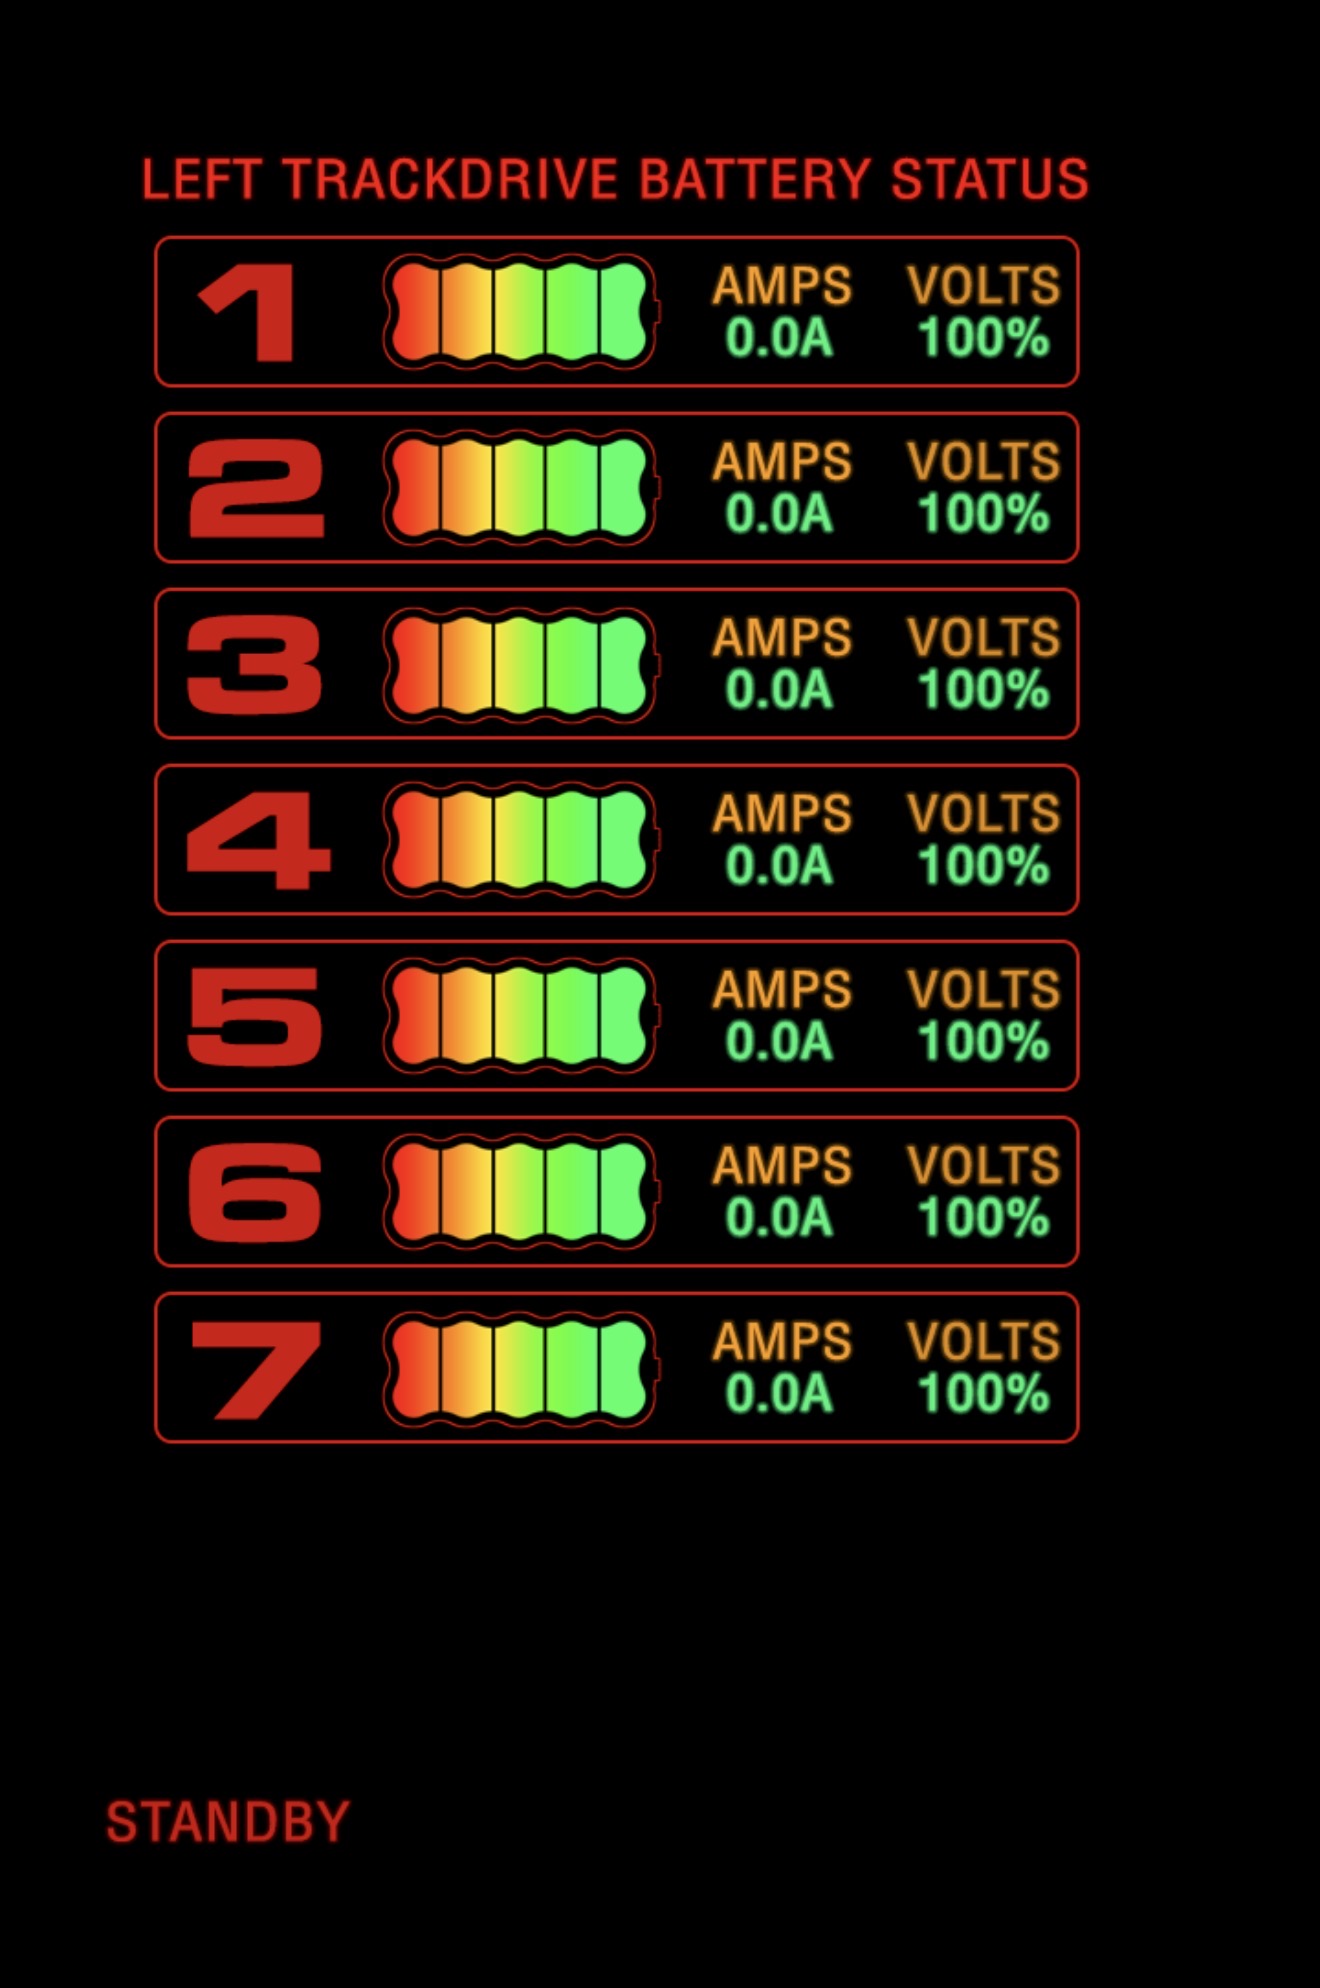 LEFT TRACKDRIVE BATTERY STATUS
1 AMPS VOLTS
0.0A 100%
2 AMPS VOLTS
0.0A 100%
3 AMPS VOLTS
0.0A 100%
4 AMPS VOLTS
0.0A 100%
5 AMPS VOLTS
0.0A 100%
6 AMPS VOLTS
0.0A 100%
7 AMPS VOLTS
0.0A 100%
STANDBY